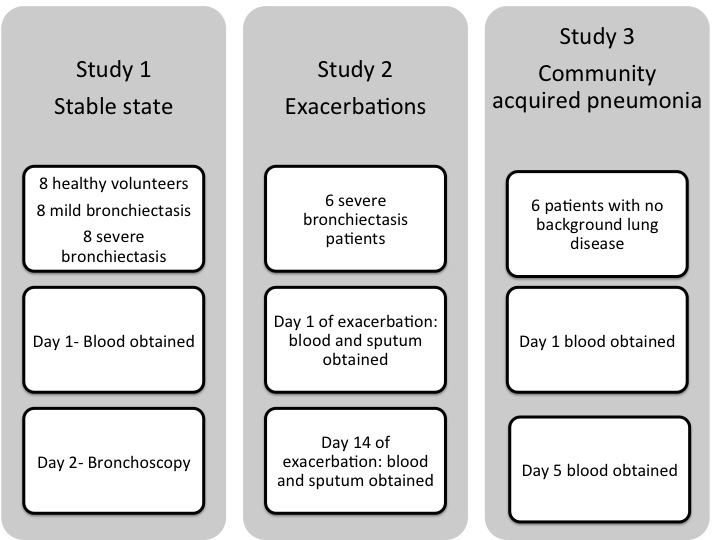 Study 1
Stable state
8 healthy volunteers
8 mild bronchiectasis
8 severe
bronchiectasis
Day 1- Blood obtained
Day 2- Bronchoscopy
Study 2
Exacerbations
6 severe
bronchiectasis
patients
Day 1 of exacerbation:
blood and sputum
obtained
Day 14 of
exacerbation: blood
and sputum obtained
Study 3
Community
acquired pneumonia
6 patients with no
background lung
disease
Day 1 blood obtained
Day 5 blood obtained